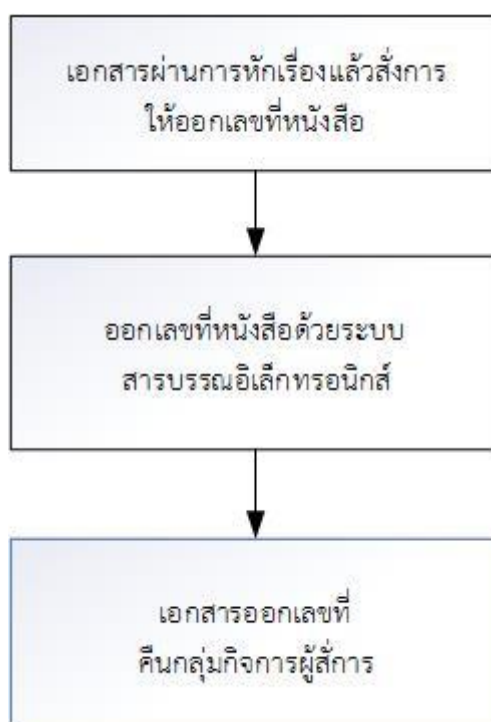 เอกสารผ่านการหักเรื่องแล้วสั่งการ
ให้ออกเลขที่หนังสือ
ออกเลขที่หนังสือด้วยระบบ
สารบรรณอิเล็กทรอนิกส์
เอกสารออกเลขที่
คืนกลุ่มกิจการผู้สั่การ